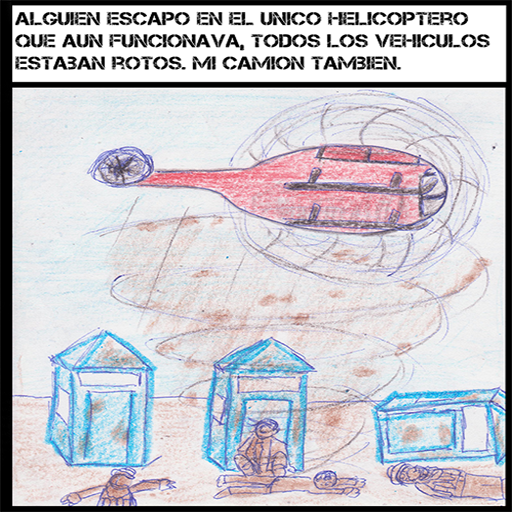 ALGUIEN ESCAPO EN EL UNICO HELICOPTERO
QUE AUN FUNCIONAVA, TODOS LOS VEHICULOS
ESTABAN ROTOS. MI CAMION TAMBIEN.